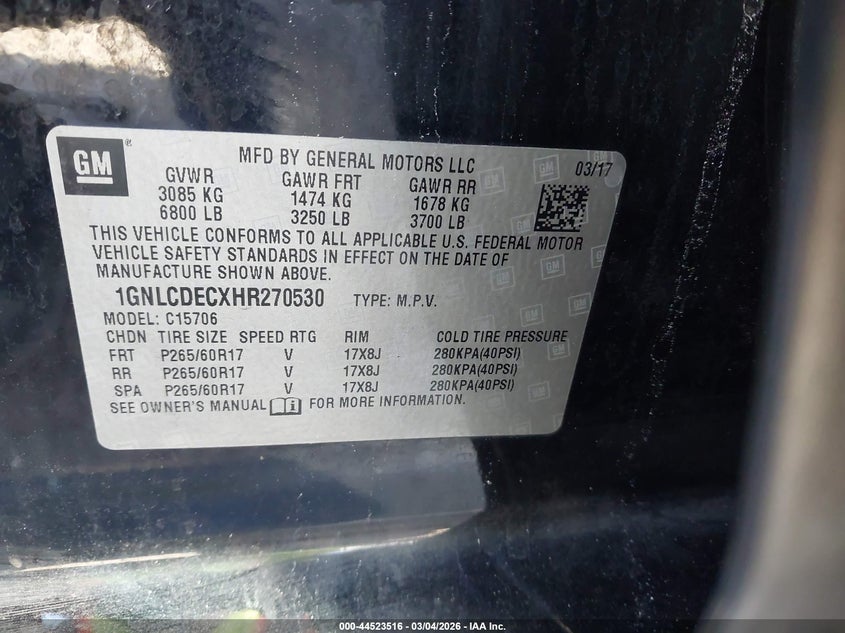 GM
MFD BY GENERAL MOTORS LLC 03/17
GVWR GAWR FRT GAWR RR
3085 KG 1474 KG 1678 KG
6800 LB 3250 LB 3700 LB
THIS VEHICLE CONFORMS TO ALL APPLICABLE U.S. FEDERAL MOTOR
VEHICLE SAFETY STANDARDS IN EFFECT ON THE DATE OF
MANUFACTURE SHOWN ABOVE.
1GNLCDECXHR270530 TYPE: M.P.V.
MODEL: C15706
CHDN TIRE SIZE SPEED RTG RIM COLD TIRE PRESSURE
FRT P265/60R17 V 17X8J 280KPA(40PSI)
RR P265/60R17 V 17X8J 280KPA(40PSI)
SPA P265/60R17 V 17X8J 280KPA(40PSI)
SEE OWNER'S MANUAL FOR MORE INFORMATION.
000-44523516 - 03/04/2026 - IAA Inc.